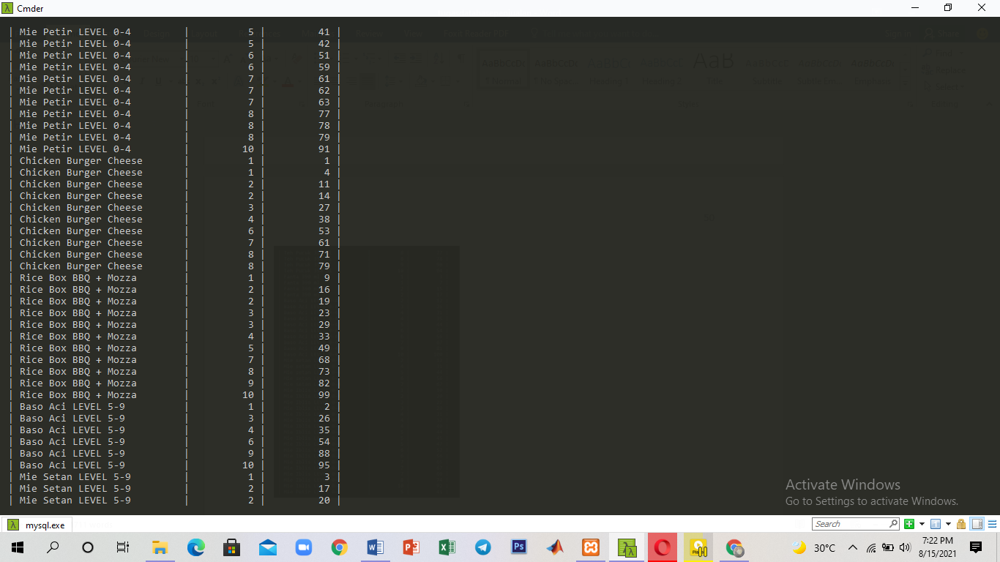 Cmder
| Mie Petir LEVEL 0-4 | 5 | 41 |
| Mie Petir LEVEL 0-4 | 5 | 42 |
| Mie Petir LEVEL 0-4 | 6 | 51 |
| Mie Petir LEVEL 0-4 | 6 | 59 |
| Mie Petir LEVEL 0-4 | 7 | 61 |
| Mie Petir LEVEL 0-4 | 7 | 62 |
| Mie Petir LEVEL 0-4 | 7 | 63 |
| Mie Petir LEVEL 0-4 | 8 | 77 |
| Mie Petir LEVEL 0-4 | 8 | 78 |
| Mie Petir LEVEL 0-4 | 8 | 79 |
| Mie Petir LEVEL 0-4 | 10 | 91 |
| Chicken Burger Cheese | 1 | 1 |
| Chicken Burger Cheese | 1 | 4 |
| Chicken Burger Cheese | 2 | 11 |
| Chicken Burger Cheese | 2 | 14 |
| Chicken Burger Cheese | 3 | 27 |
| Chicken Burger Cheese | 4 | 38 |
| Chicken Burger Cheese | 6 | 53 |
| Chicken Burger Cheese | 7 | 61 |
| Chicken Burger Cheese | 8 | 71 |
| Chicken Burger Cheese | 8 | 79 |
| Rice Box BBQ + Mozza | 1 | 9 |
| Rice Box BBQ + Mozza | 2 | 16 |
| Rice Box BBQ + Mozza | 2 | 19 |
| Rice Box BBQ + Mozza | 3 | 23 |
| Rice Box BBQ + Mozza | 3 | 29 |
| Rice Box BBQ + Mozza | 4 | 33 |
| Rice Box BBQ + Mozza | 5 | 49 |
| Rice Box BBQ + Mozza | 7 | 68 |
| Rice Box BBQ + Mozza | 8 | 73 |
| Rice Box BBQ + Mozza | 9 | 82 |
| Rice Box BBQ + Mozza | 10 | 99 |
| Baso Aci LEVEL 5-9 | 1 | 2 |
| Baso Aci LEVEL 5-9 | 3 | 26 |
| Baso Aci LEVEL 5-9 | 4 | 35 |
| Baso Aci LEVEL 5-9 | 6 | 54 |
| Baso Aci LEVEL 5-9 | 9 | 88 |
| Baso Aci LEVEL 5-9 | 10 | 95 |
| Mie Setan LEVEL 5-9 | 1 | 3 |
| Mie Setan LEVEL 5-9 | 2 | 17 |
| Mie Setan LEVEL 5-9 | 2 | 20 |
Activate Windows
Go to Settings to activate Windows.
mysql.exe
Search
30°C
7:22 PM
8/15/2021